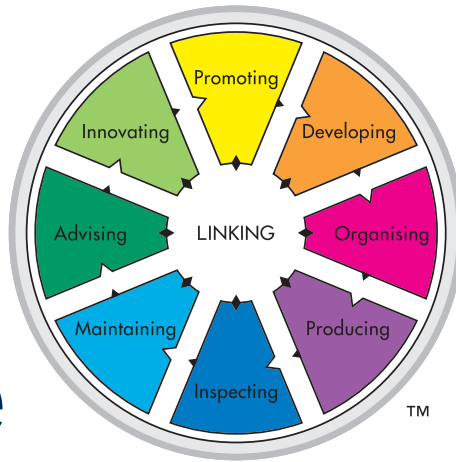 Promoting
Innovating
Developing
Advising
LINKING
Organising
Maintaining
Producing
Inspecting
e
TM